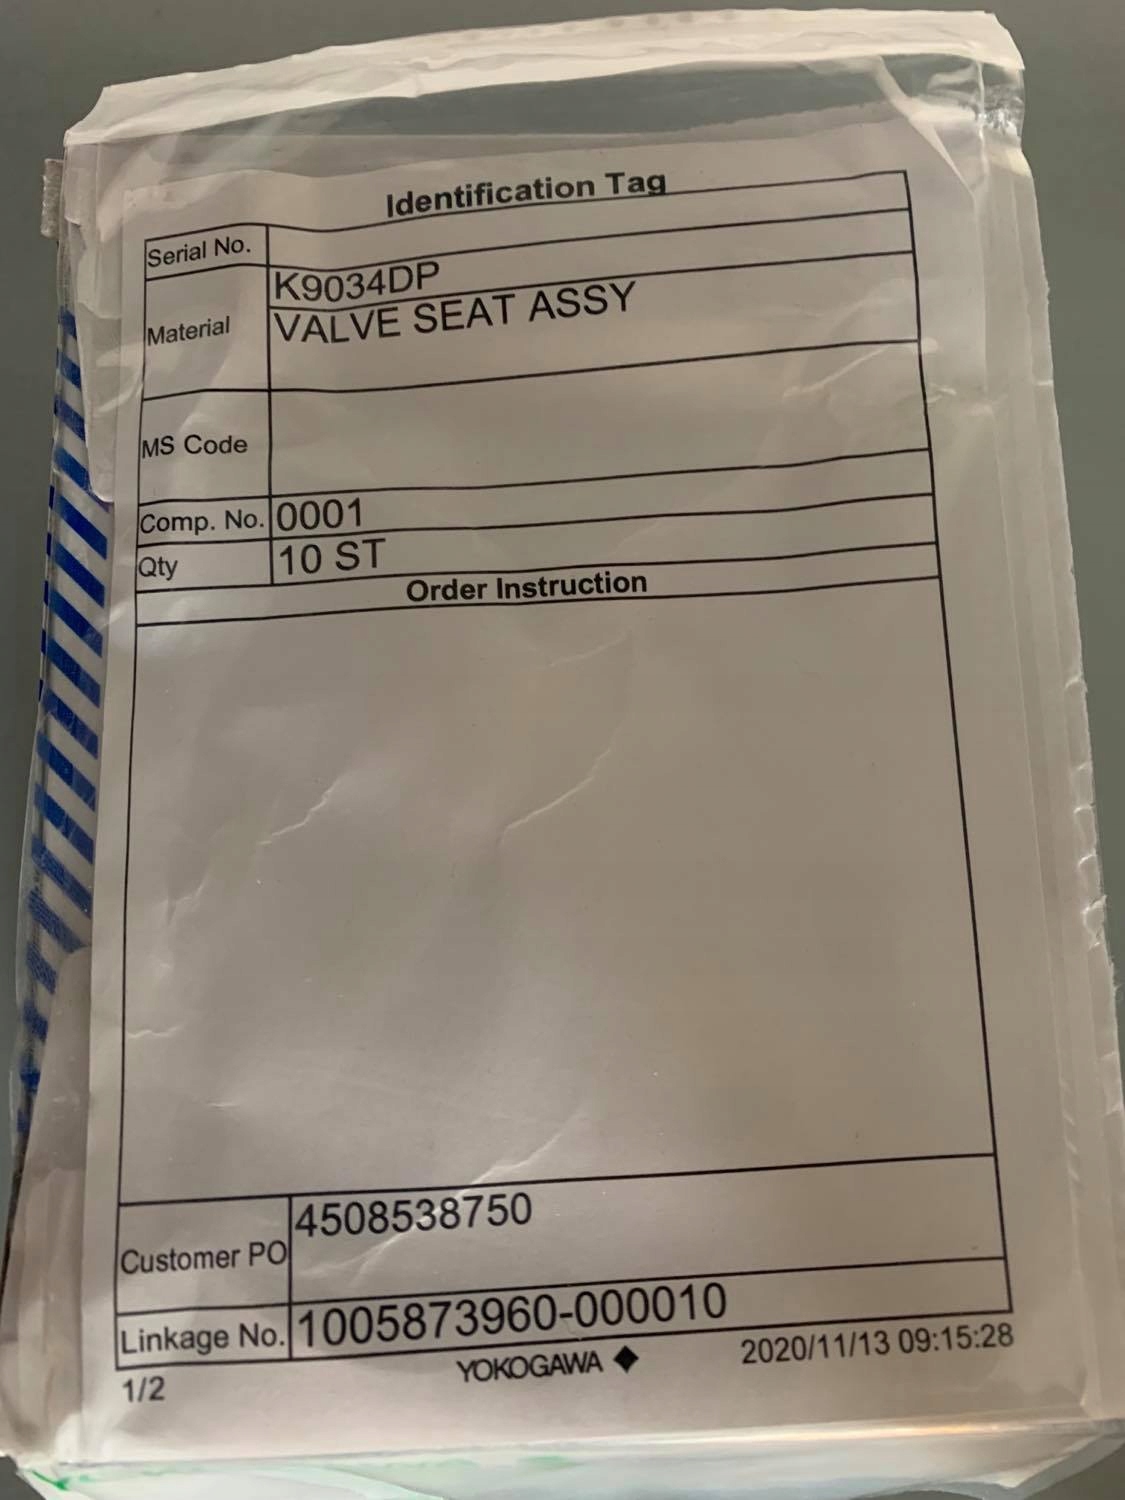 Identification Tag
Serial No.
Material
K9034DP
VALVE SEAT ASSY
MS Code
Comp. No. 0001
Qty 10 ST
Order Instruction
Customer PO 4508538750
Linkage No. 1005873960-000010
1/2 YOKOGAWA ◆ 2020/11/13 09:15:28